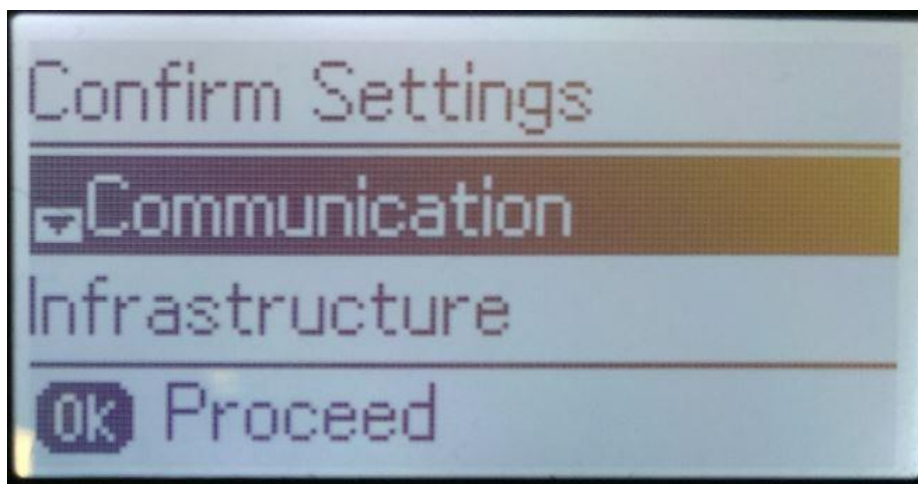 Confirm Settings
Communication
Infrastructure
OK Proceed